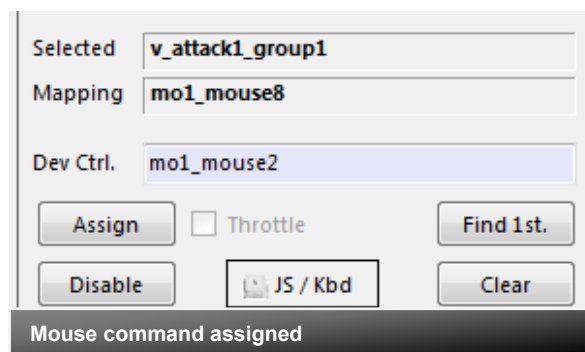 Selected v_attack1_group1
Mapping mo1_mouse8
Dev Ctrl. mo1_mouse2
Assign Throttle Find 1st.
Disable JS / Kbd Clear
Mouse command assigned